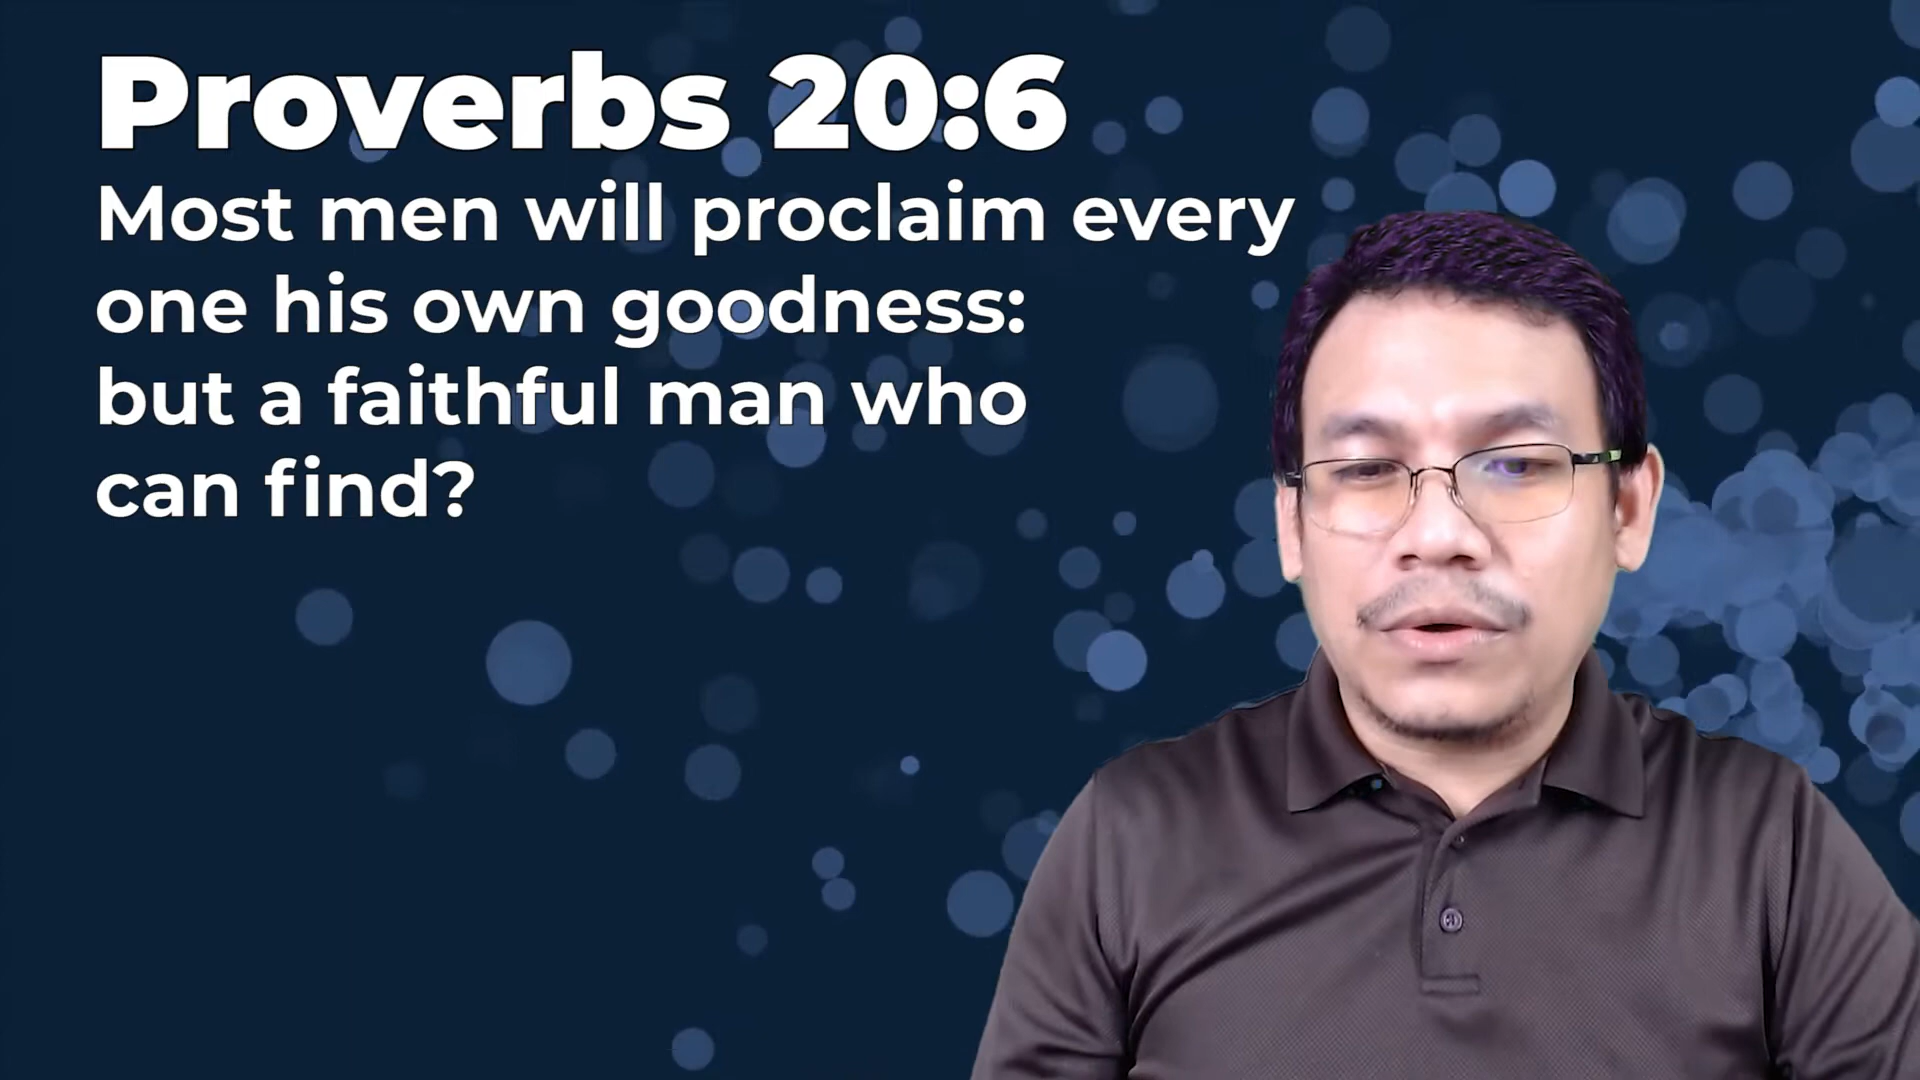 Proverbs 20:6
Most men will proclaim every
one his own goodness:
but a faithful man who
can find?